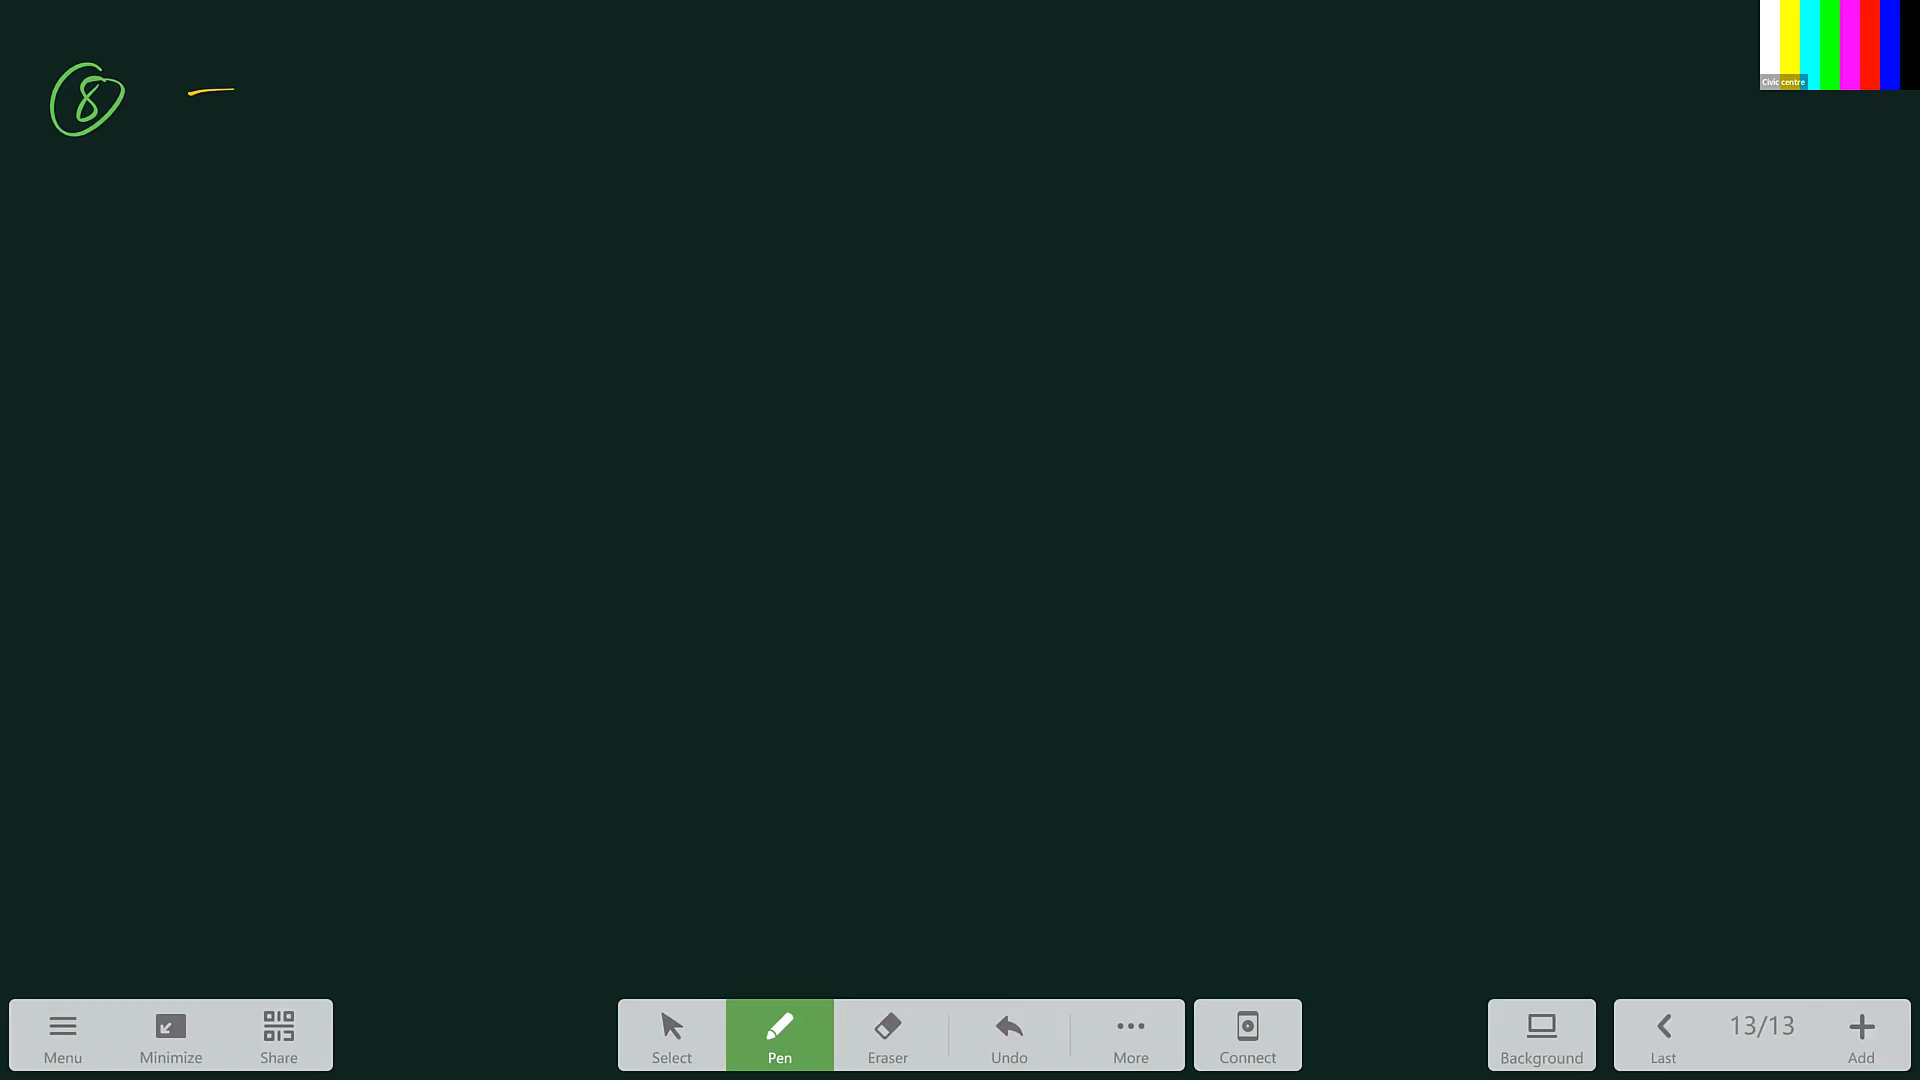 ⑧ —
Civic centre
Menu Minimize Share Select Pen Eraser Undo More Connect Background Last 13/13 Add